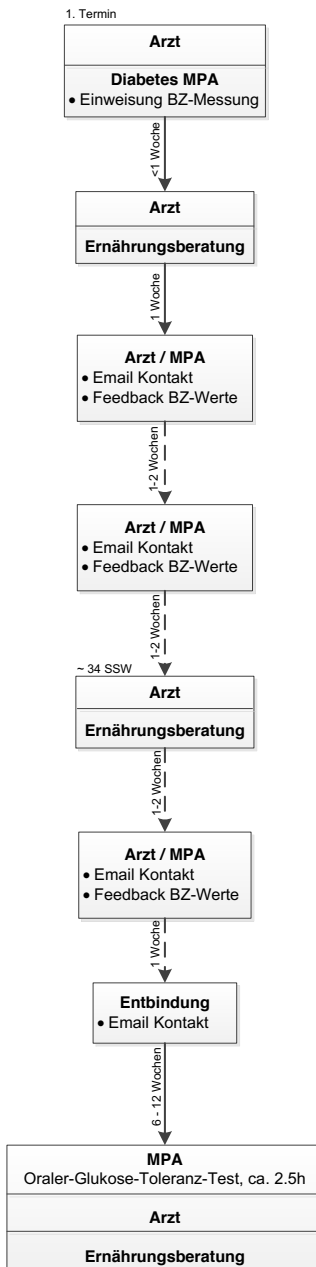 1. Termin
Arzt
Diabetes MPA
• Einweisung BZ-Messung
<1 Woche
Arzt
Ernährungsberatung
1 Woche
Arzt / MPA
• Email Kontakt
• Feedback BZ-Werte
1-2 Wochen
Arzt / MPA
• Email Kontakt
• Feedback BZ-Werte
1-2 Wochen
~ 34 SSW
Arzt
Ernährungsberatung
1-2 Wochen
Arzt / MPA
• Email Kontakt
• Feedback BZ-Werte
1 Woche
Entbindung
• Email Kontakt
6 - 12 Wochen
MPA
Oraler-Glukose-Toleranz-Test, ca. 2.5h
Arzt
Ernährungsberatung